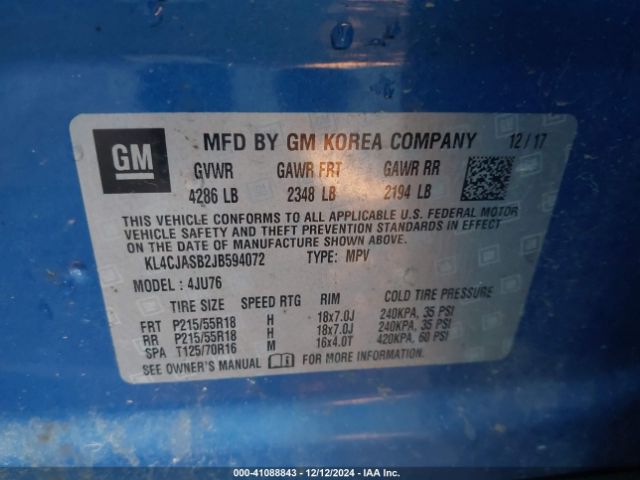 GM MFD BY GM KOREA COMPANY 12/17
GVWR GAWR FRT GAWR RR
4286 LB 2348 LB 2194 LB
THIS VEHICLE CONFORMS TO ALL APPLICABLE U.S. FEDERAL MOTOR
VEHICLE SAFETY AND THEFT PREVENTION STANDARDS IN EFFECT
ON THE DATE OF MANUFACTURE SHOWN ABOVE.
KL4CJASB2JB594072 TYPE: MPV
MODEL: 4JU76
TIRE SIZE SPEED RTG RIM COLD TIRE PRESSURE
FRT P215/55R18 H 18x7.0J 240KPA, 35 PSI
RR P215/55R18 H 18x7.0J 240KPA, 35 PSI
SPA T125/70R16 M 16x4.0T 420KPA, 60 PSI
SEE OWNER'S MANUAL FOR MORE INFORMATION.
000-41088843 - 12/12/2024 - IAA Inc.